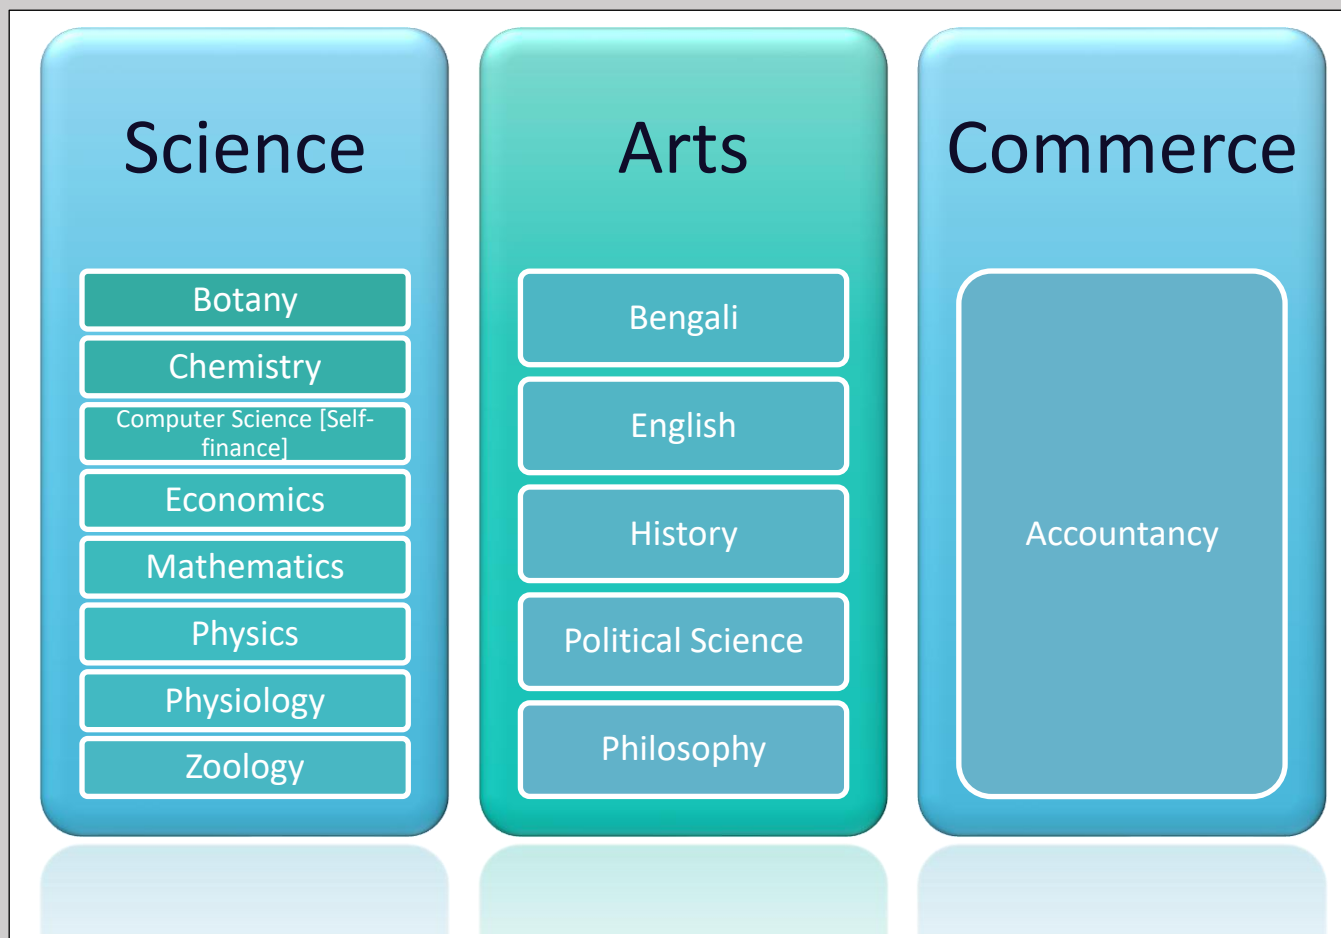 Science
Botany
Chemistry
Computer Science [Self-
finance]
Economics
Mathematics
Physics
Physiology
Zoology
Arts
Bengali
English
History
Political Science
Philosophy
Commerce
Accountancy